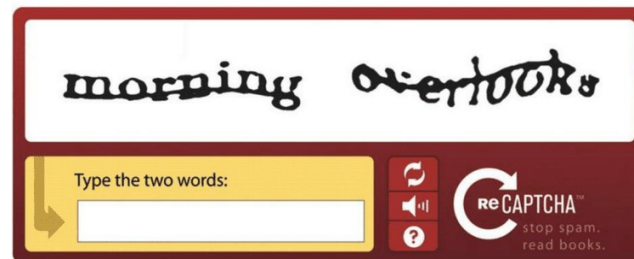 morning overlooks
Type the two words:
reCAPTCHA™
stop spam.
read books.